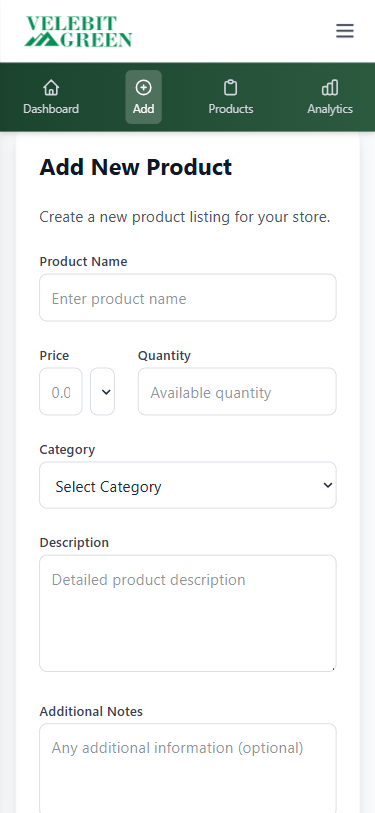 VELEBIT
GREEN
Dashboard
Add
Products
Analytics
Add New Product
Create a new product listing for your store.
Product Name
Enter product name
Price
Quantity
0.0
Available quantity
Category
Select Category
Description
Detailed product description
Additional Notes
Any additional information (optional)